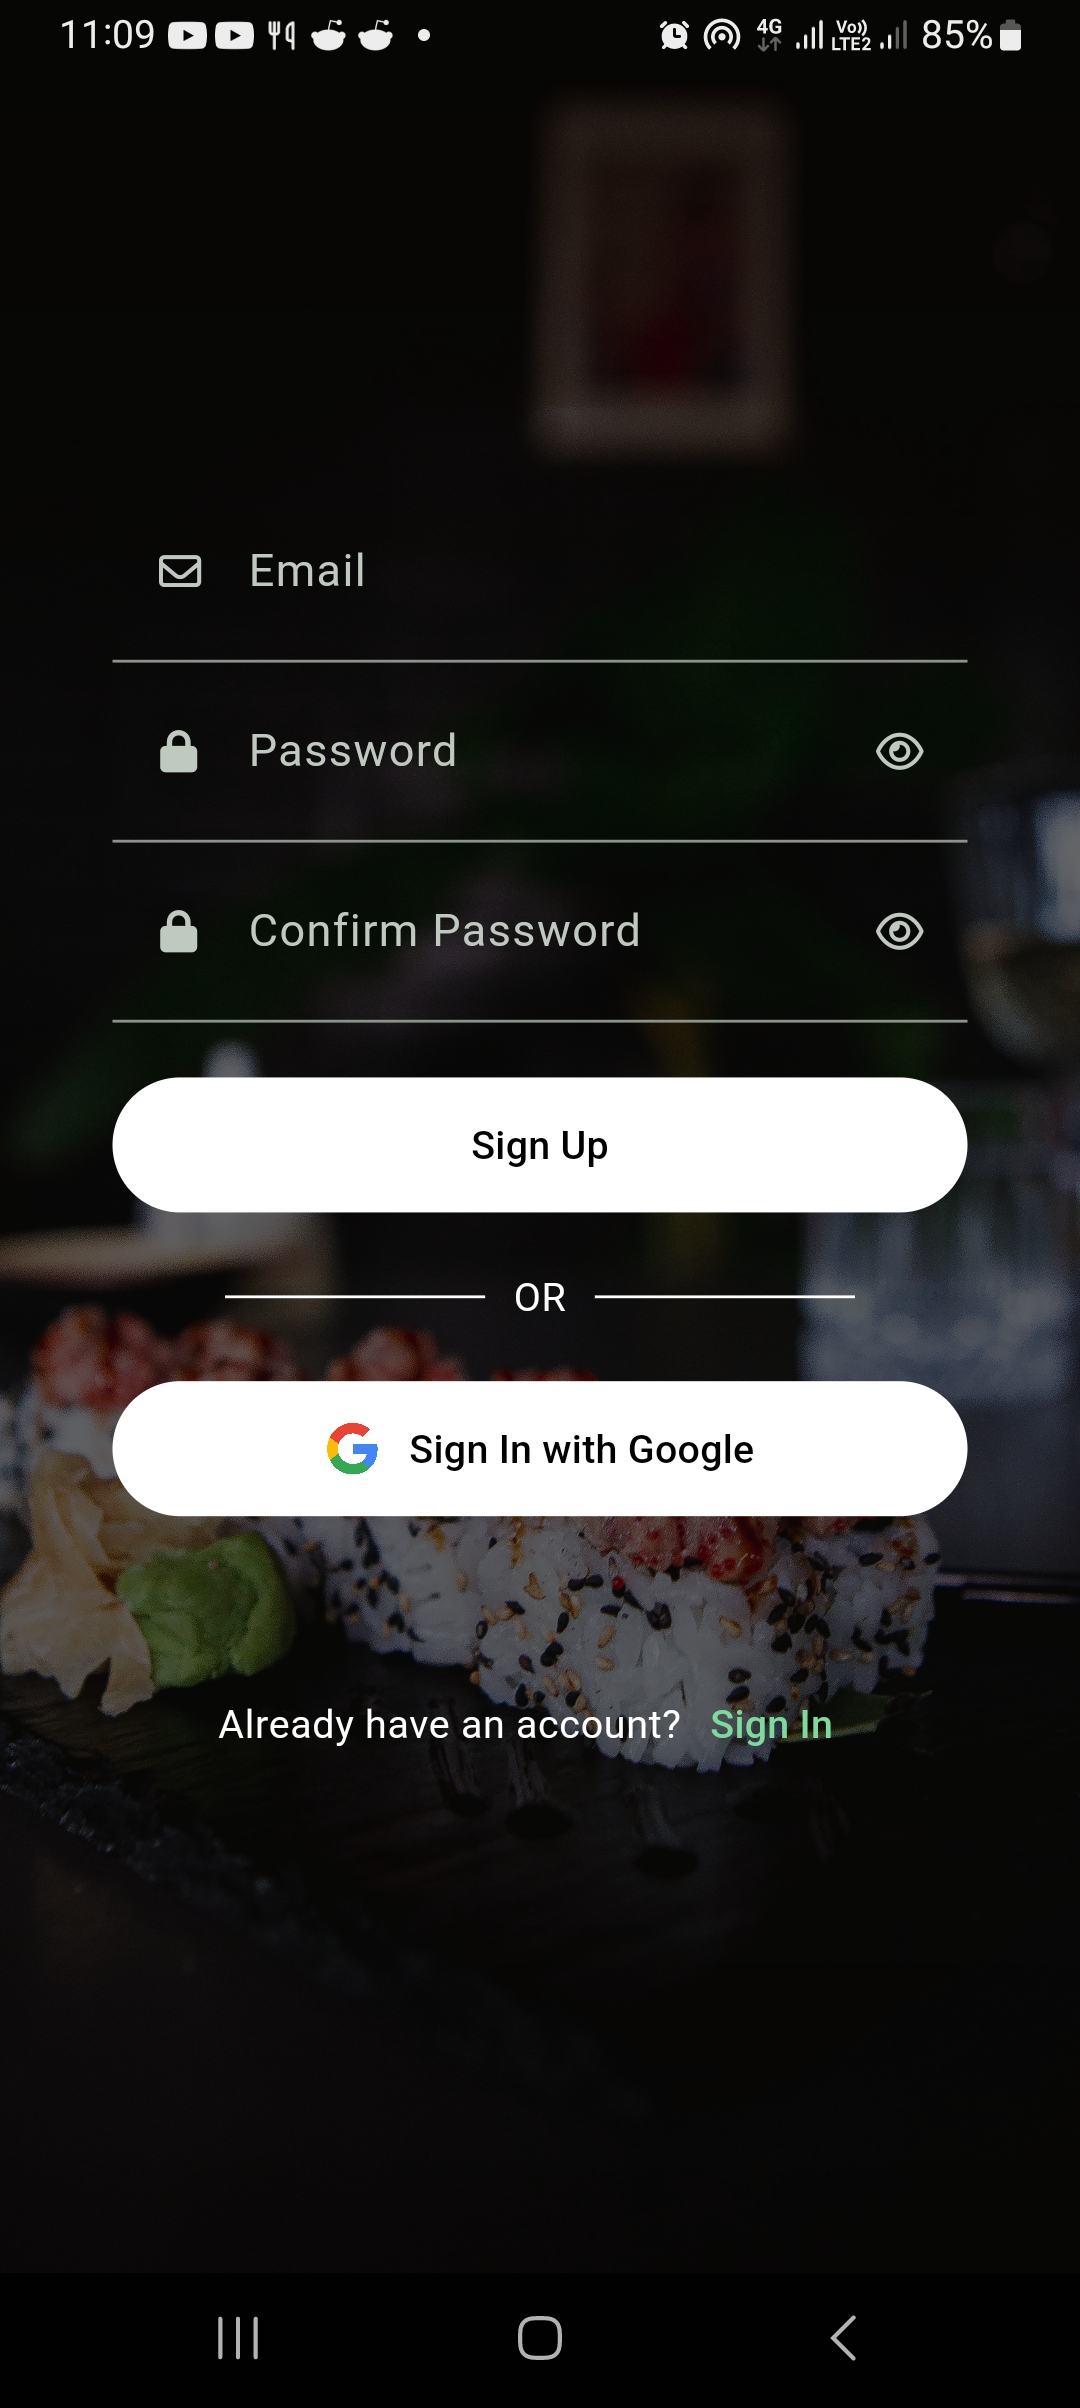 11:09 4G Vo)) LTE2 85%
Email
Password
Confirm Password
Sign Up
OR
Sign In with Google
Already have an account? Sign In